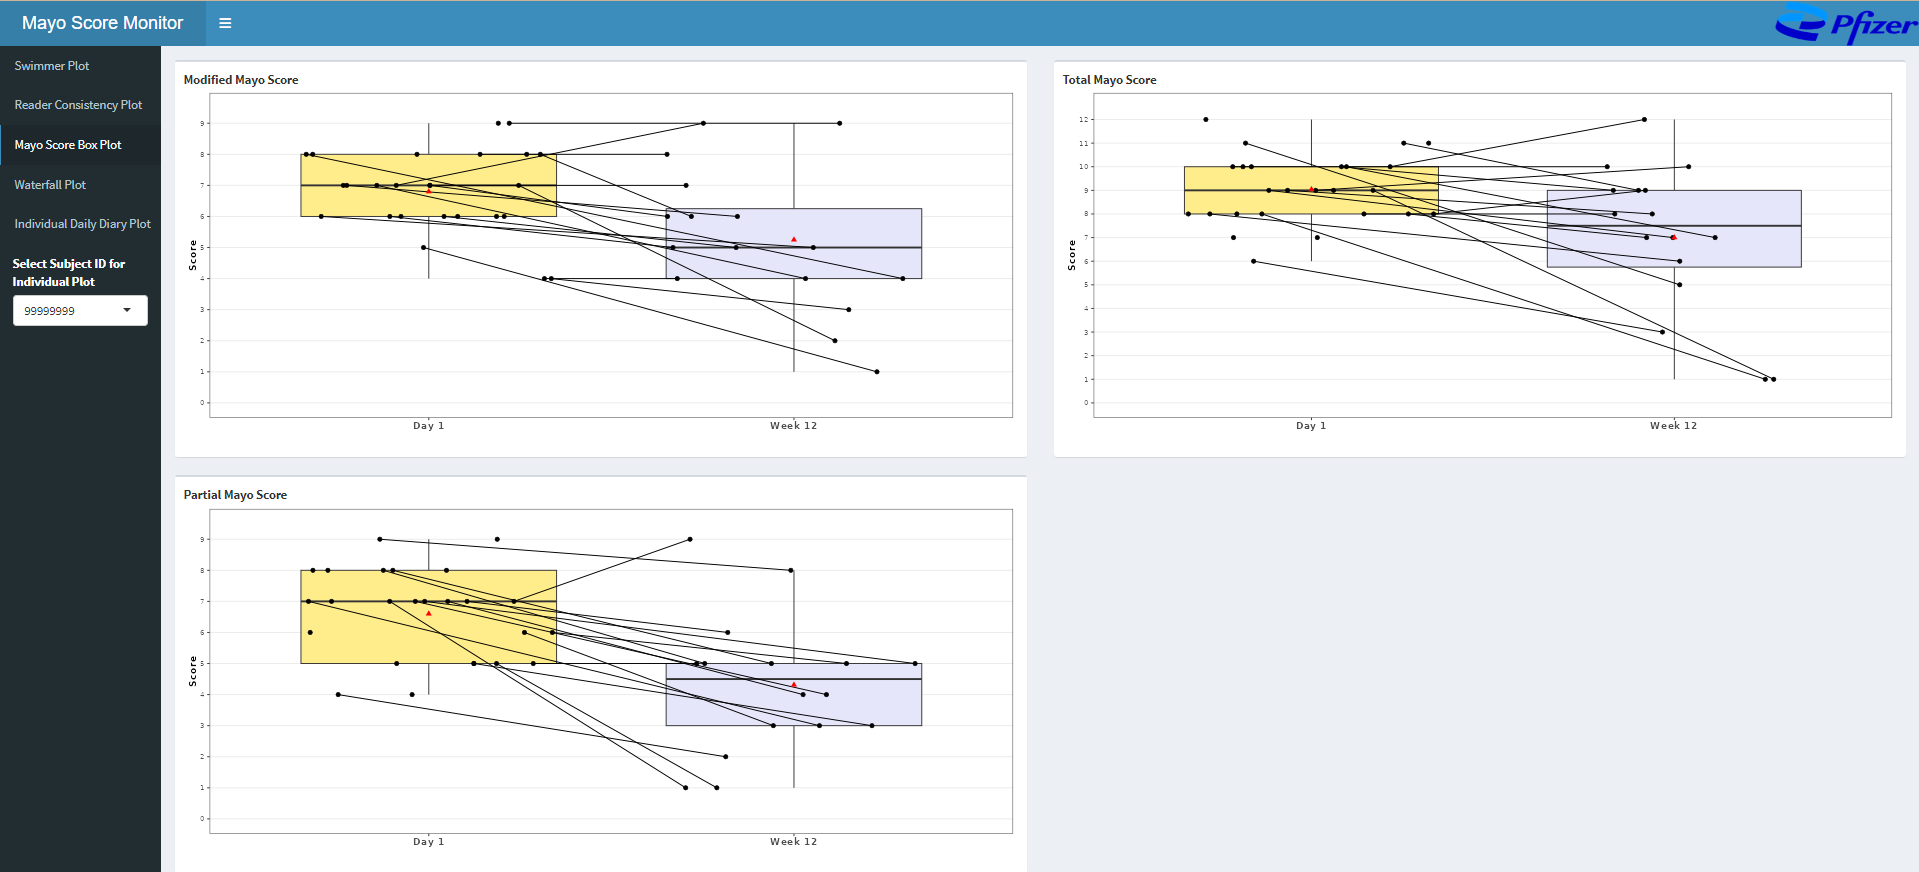 Mayo Score Monitor
Pfizer
Swimmer Plot
Reader Consistency Plot
Mayo Score Box Plot
Waterfall Plot
Individual Daily Diary Plot
Select Subject ID for
Individual Plot
99999999
Modified Mayo Score
Score
9
8
7
6
5
4
3
2
1
0
Day 1
Week 12
Total Mayo Score
Score
12
11
10
9
8
7
6
5
4
3
2
1
0
Day 1
Week 12
Partial Mayo Score
Score
9
8
7
6
5
4
3
2
1
0
Day 1
Week 12